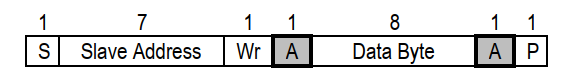 1 7 1 1 8 1 1
S Slave Address Wr A Data Byte A P